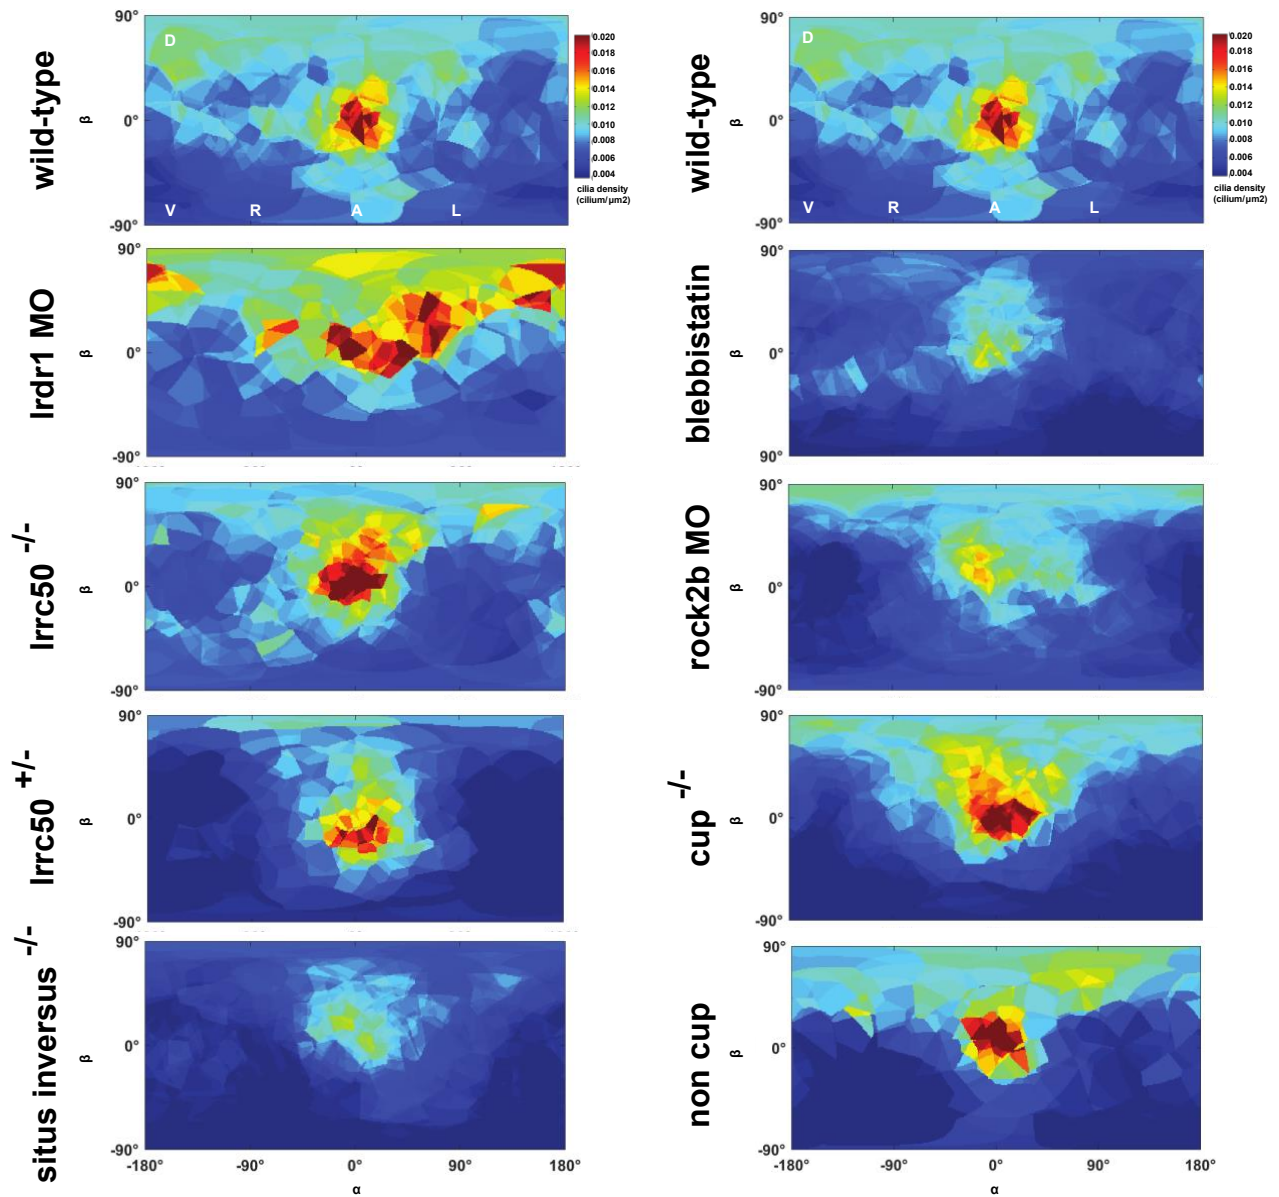 wild-type
90°
0°
-90°
β
D
V
R
A
L
0.020
0.018
0.016
0.014
0.012
0.010
0.008
0.006
0.004
cilia density
(cilium/µm2)
wild-type
90°
0°
-90°
β
D
V
R
A
L
0.020
0.018
0.016
0.014
0.012
0.010
0.008
0.006
0.004
cilia density
(cilium/µm2)
lrdr1 MO
90°
0°
-90°
β
blebbistatin
90°
0°
90°
β
lrrc50 -/-
90°
0°
-90°
β
rock2b MO
90°
0°
-90°
β
lrrc50 +/-
90°
0°
-90°
β
cup -/-
90°
0°
-90°
β
situs inversus -/-
90°
0°
-90°
β
-180°
-90°
0°
90°
180°
α
non cup
90°
0°
-90°
β
-180°
-90°
0°
90°
180°
α